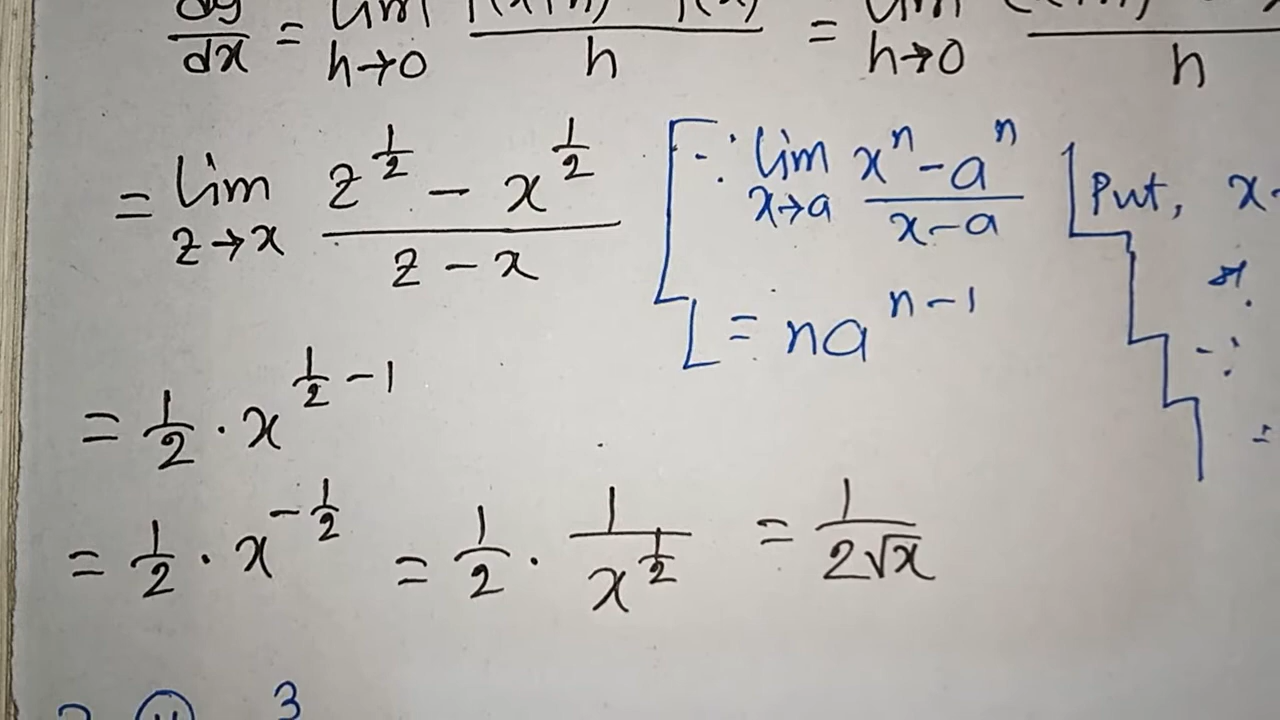 dy/dx = lim h→0 f(x+h) - f(x) / h = lim h→0 / h
= lim z→x z^{1/2} - x^{1/2} / z - x [∵ lim x→a x^n - a^n / x - a [Put, x
= na^{n-1}
∵
= 1/2 · x^{1/2 - 1}
=
= 1/2 · x^{-1/2} = 1/2 · 1/x^{1/2} = 1/2√x
3